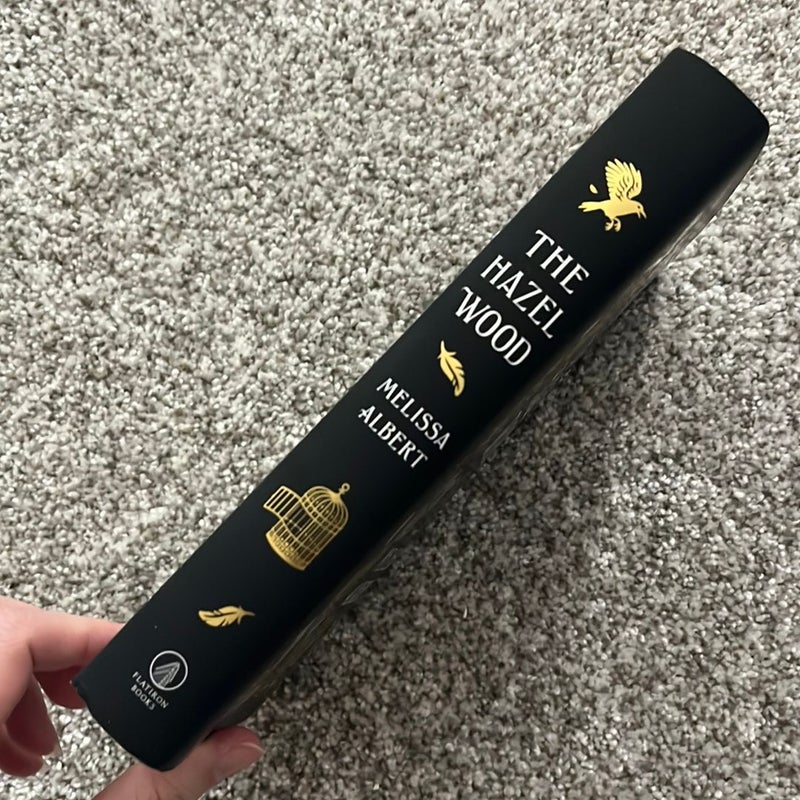 THE
HAZEL
WOOD
MELISSA
ALBERT
FLATIRON
BOOKS